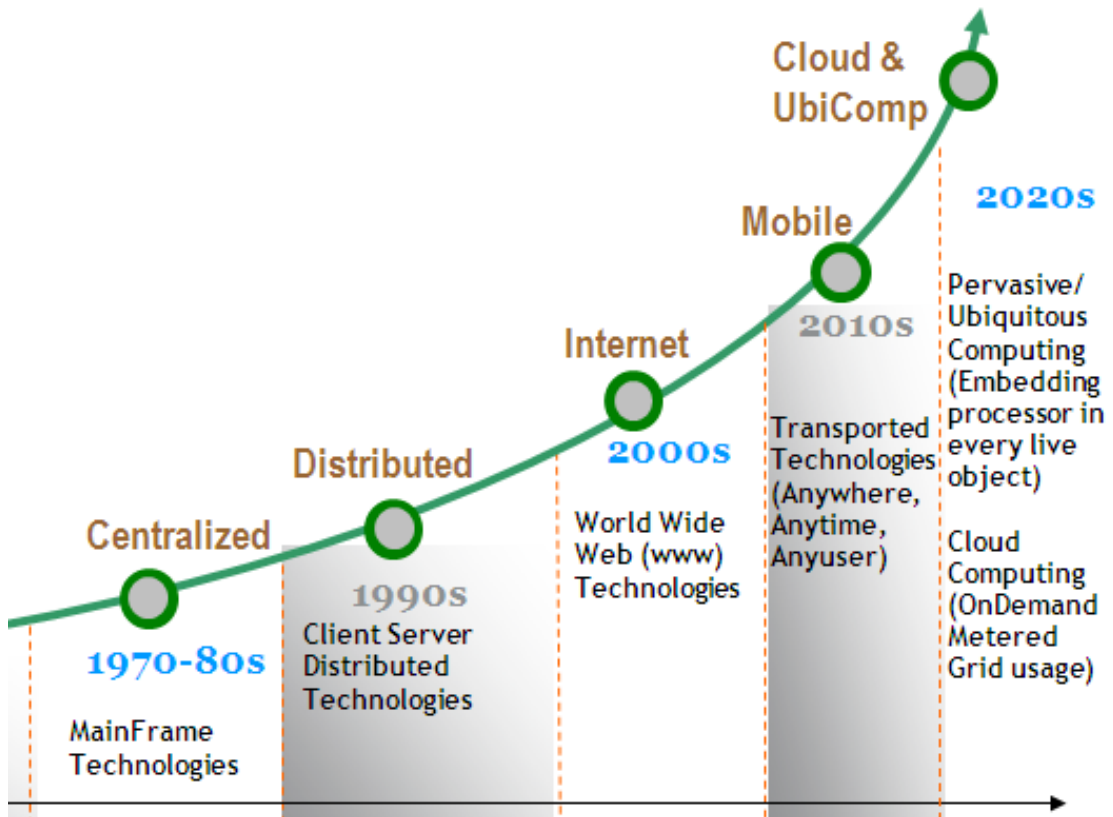 Centralized
1970-80s
MainFrame
Technologies
Distributed
1990s
Client Server
Distributed
Technologies
Internet
2000s
World Wide
Web (www)
Technologies
Mobile
2010s
Transported
Technologies
(Anywhere,
Anytime,
Anyuser)
Cloud &
UbiComp
2020s
Pervasive/
Ubiquitous
Computing
(Embedding
processor in
every live
object)
Cloud
Computing
(OnDemand
Metered
Grid usage)